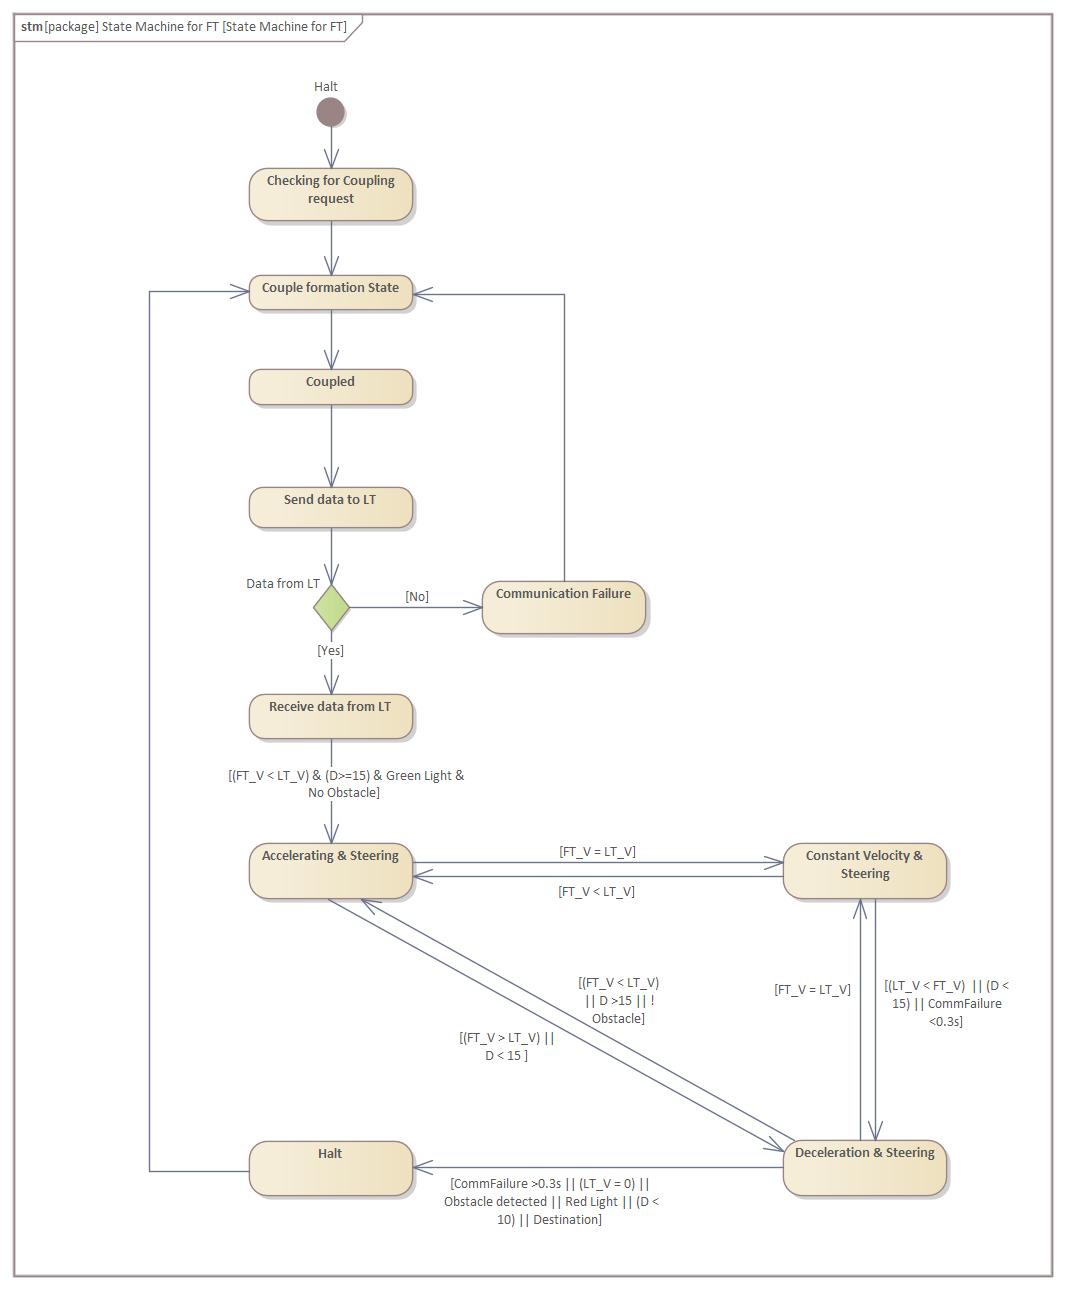 stm [package] State Machine for FT [State Machine for FT]
Halt
Checking for Coupling
request
Couple formation State
Coupled
Send data to LT
Data from LT
[No]
Communication Failure
[Yes]
Receive data from LT
[(FT_V < LT_V) & (D>=15) & Green Light &
No Obstacle]
Accelerating & Steering
[FT_V = LT_V]
[FT_V < LT_V]
Constant Velocity &
Steering
[(FT_V < LT_V)
|| D >15 || !
Obstacle]
[(FT_V > LT_V) ||
D < 15 ]
[FT_V = LT_V]
[(LT_V < FT_V) || (D <
15) || CommFailure
<0.3s]
Halt
Deceleration & Steering
[CommFailure >0.3s || (LT_V = 0) ||
Obstacle detected || Red Light || (D <
10) || Destination]